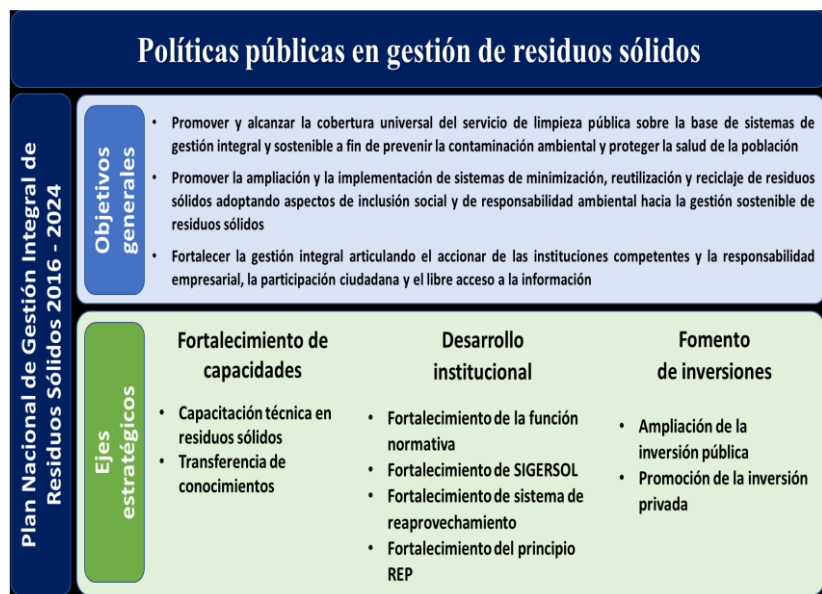 Políticas públicas en gestión de residuos sólidos
Plan Nacional de Gestión Integral de
Residuos Sólidos 2016 - 2024
Objetivos
generales
• Promover y alcanzar la cobertura universal del servicio de limpieza pública sobre la base de sistemas de
gestión integral y sostenible a fin de prevenir la contaminación ambiental y proteger la salud de la población
• Promover la ampliación y la implementación de sistemas de minimización, reutilización y reciclaje de residuos
sólidos adoptando aspectos de inclusión social y de responsabilidad ambiental hacia la gestión sostenible de
residuos sólidos
• Fortalecer la gestión integral articulando el accionar de las instituciones competentes y la responsabilidad
empresarial, la participación ciudadana y el libre acceso a la información
Ejes
estratégicos
Fortalecimiento de
capacidades
• Capacitación técnica en
residuos sólidos
• Transferencia de
conocimientos
Desarrollo
institucional
• Fortalecimiento de la función
normativa
• Fortalecimiento de SIGERSOL
• Fortalecimiento de sistema de
reaprovechamiento
• Fortalecimiento del principio
REP
Fomento
de inversiones
• Ampliación de la
inversión pública
• Promoción de la inversión
privada